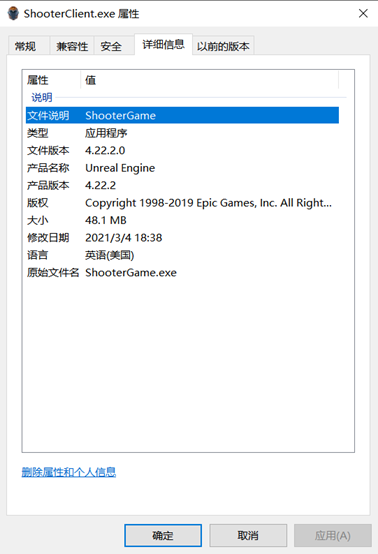 ShooterClient.exe 属性
常规 兼容性 安全 详细信息 以前的版本
属性 值
说明
文件说明 ShooterGame
类型 应用程序
文件版本 4.22.2.0
产品名称 Unreal Engine
产品版本 4.22.2
版权 Copyright 1998-2019 Epic Games, Inc. All Right...
大小 48.1 MB
修改日期 2021/3/4 18:38
语言 英语(美国)
原始文件名 ShooterGame.exe
删除属性和个人信息
确定 取消 应用(A)